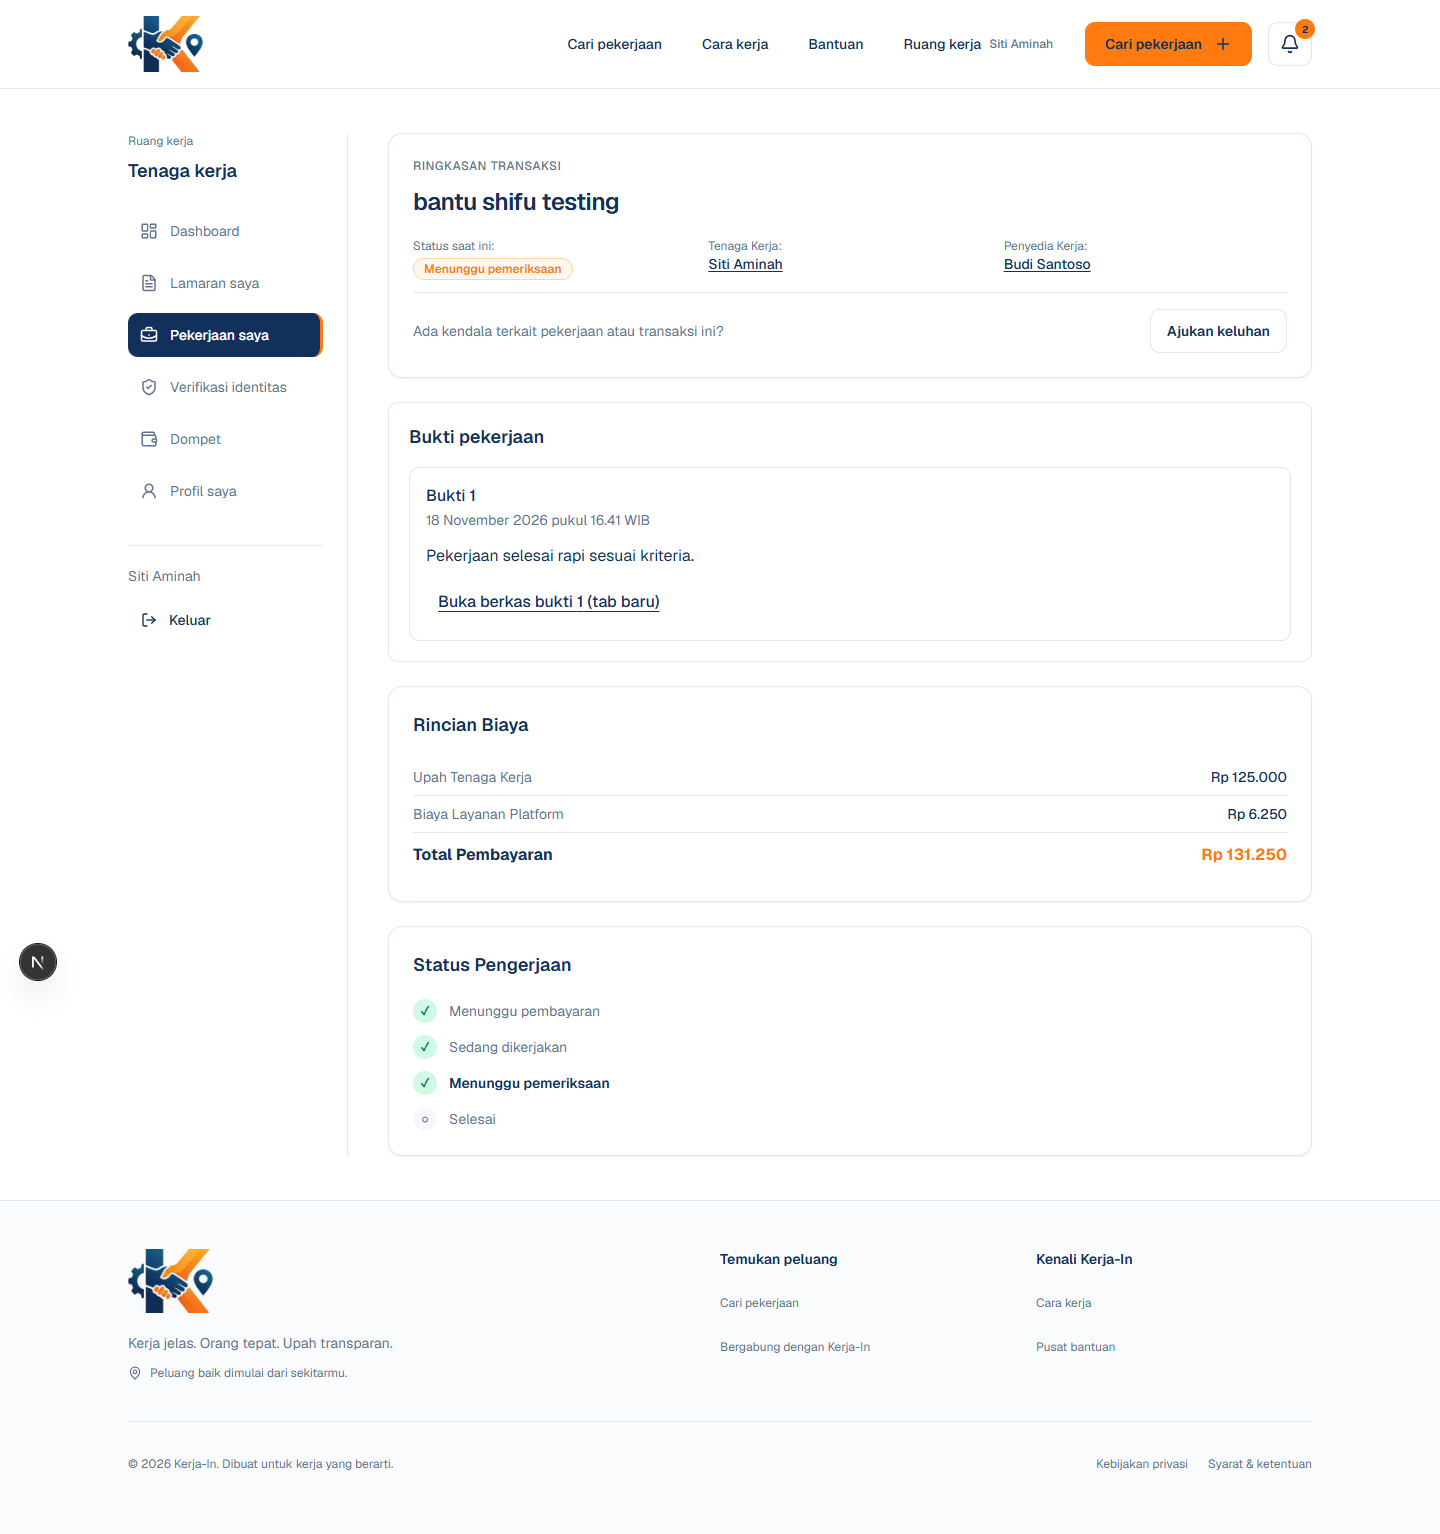 Cari pekerjaan
Cara kerja
Bantuan
Ruang kerja Siti Aminah
Cari pekerjaan +
2
Ruang kerja
Tenaga kerja
Dashboard
Lamaran saya
Pekerjaan saya
Verifikasi identitas
Dompet
Profil saya
Siti Aminah
Keluar
RINGKASAN TRANSAKSI
bantu shifu testing
Status saat ini:
Menunggu pemeriksaan
Tenaga Kerja:
Siti Aminah
Penyedia Kerja:
Budi Santoso
Ada kendala terkait pekerjaan atau transaksi ini?
Ajukan keluhan
Bukti pekerjaan
Bukti 1
18 November 2026 pukul 16.41 WIB
Pekerjaan selesai rapi sesuai kriteria.
Buka berkas bukti 1 (tab baru)
Rincian Biaya
Upah Tenaga Kerja Rp 125.000
Biaya Layanan Platform Rp 6.250
Total Pembayaran Rp 131.250
Status Pengerjaan
✓ Menunggu pembayaran
✓ Sedang dikerjakan
✓ Menunggu pemeriksaan
Selesai
N
K
Kerja jelas. Orang tepat. Upah transparan.
Peluang baik dimulai dari sekitarmu.
Temukan peluang
Cari pekerjaan
Bergabung dengan Kerja-In
Kenali Kerja-In
Cara kerja
Pusat bantuan
© 2026 Kerja-In. Dibuat untuk kerja yang berarti.
Kebijakan privasi
Syarat & ketentuan